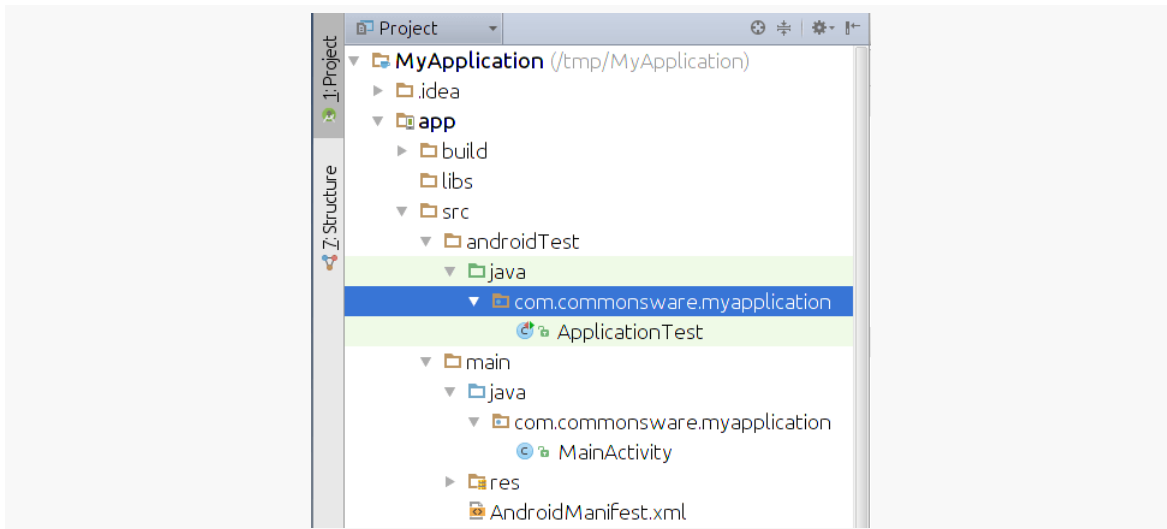 Project
1: Project
7: Structure
MyApplication (/tmp/MyApplication)
.idea
app
build
libs
src
androidTest
java
com.commonsware.myapplication
ApplicationTest
main
java
com.commonsware.myapplication
MainActivity
res
AndroidManifest.xml